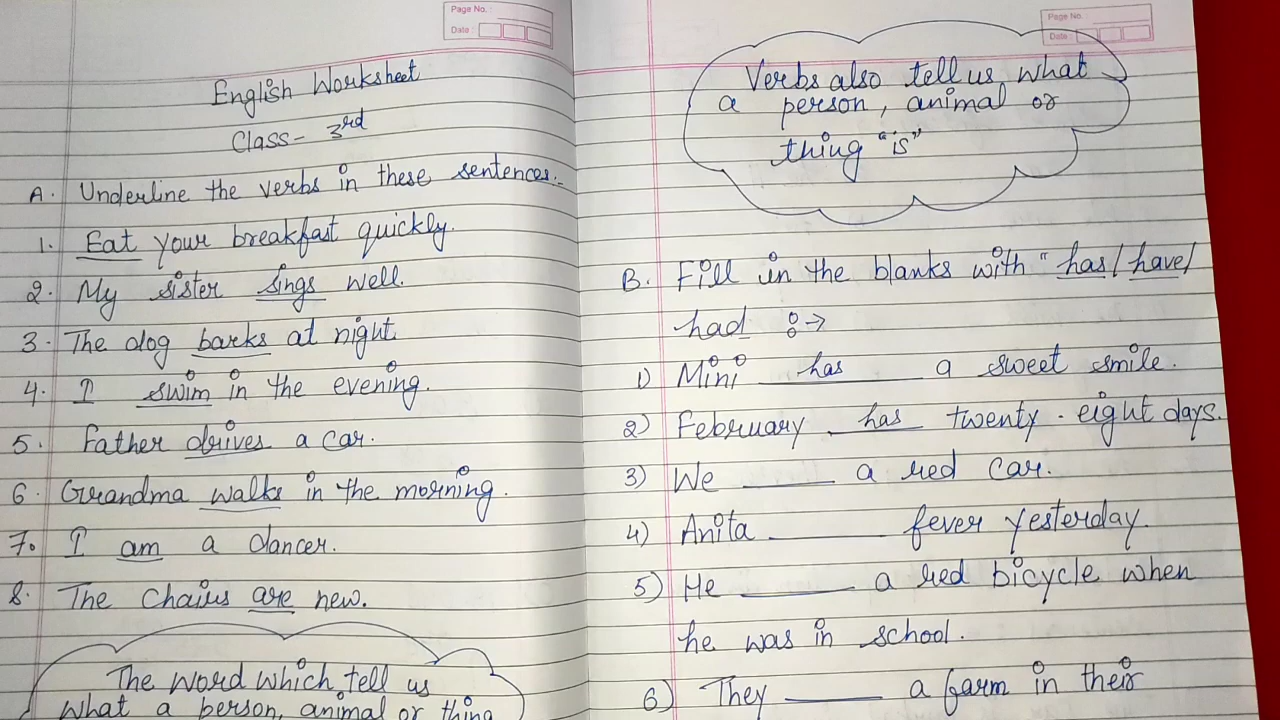 Page No.:
Date:
English Worksheet
Class- 3rd
A. Underline the verbs in these sentences.-
1. Eat your breakfast quickly.
2. My sister sings well.
3. The dog barks at night.
4. I swim in the evening.
5. Father drives a car.
6. Grandma walks in the morning.
7. I am a dancer.
8. The chairs are new.
The word which tell us
what a person, animal or thing
Page No.:
Date:
Verbs also tell us what
a person, animal or
thing "is"
B. Fill in the blanks with "has/have/
had :->
1) Mini has a sweet smile.
2) February has twenty-eight days.
3) We ______ a red car.
4) Anita ______ fever yesterday.
5) He ______ a red bicycle when
he was in school.
6) They ______ a farm in their